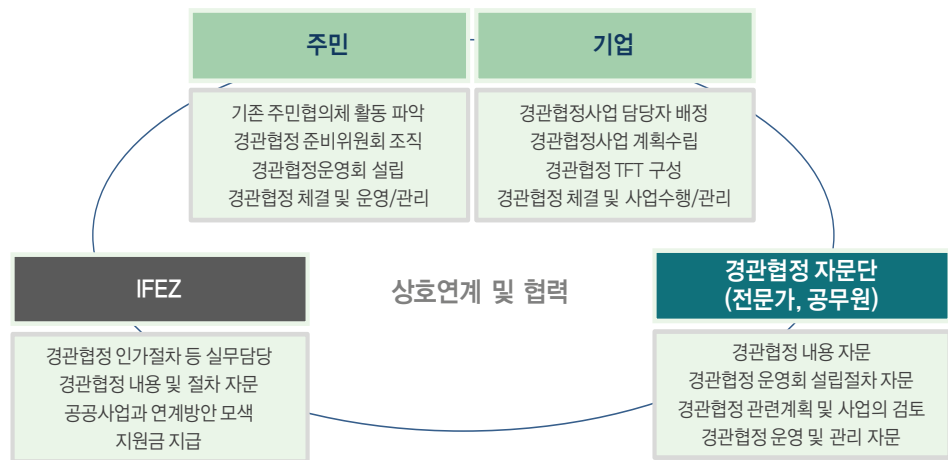 주민
기존 주민협의체 활동 파악
경관협정 준비위원회 조직
경관협정운영회 설립
경관협정 체결 및 운영/관리
기업
경관협정사업 담당자 배정
경관협정사업 계획수립
경관협정 TFT 구성
경관협정 체결 및 사업수행/관리
상호연계 및 협력
IFEZ
경관협정 인가절차 등 실무담당
경관협정 내용 및 절차 자문
공공사업과 연계방안 모색
지원금 지급
경관협정 자문단
(전문가, 공무원)
경관협정 내용 자문
경관협정 운영회 설립절차 자문
경관협정 관련계획 및 사업의 검토
경관협정 운영 및 관리 자문